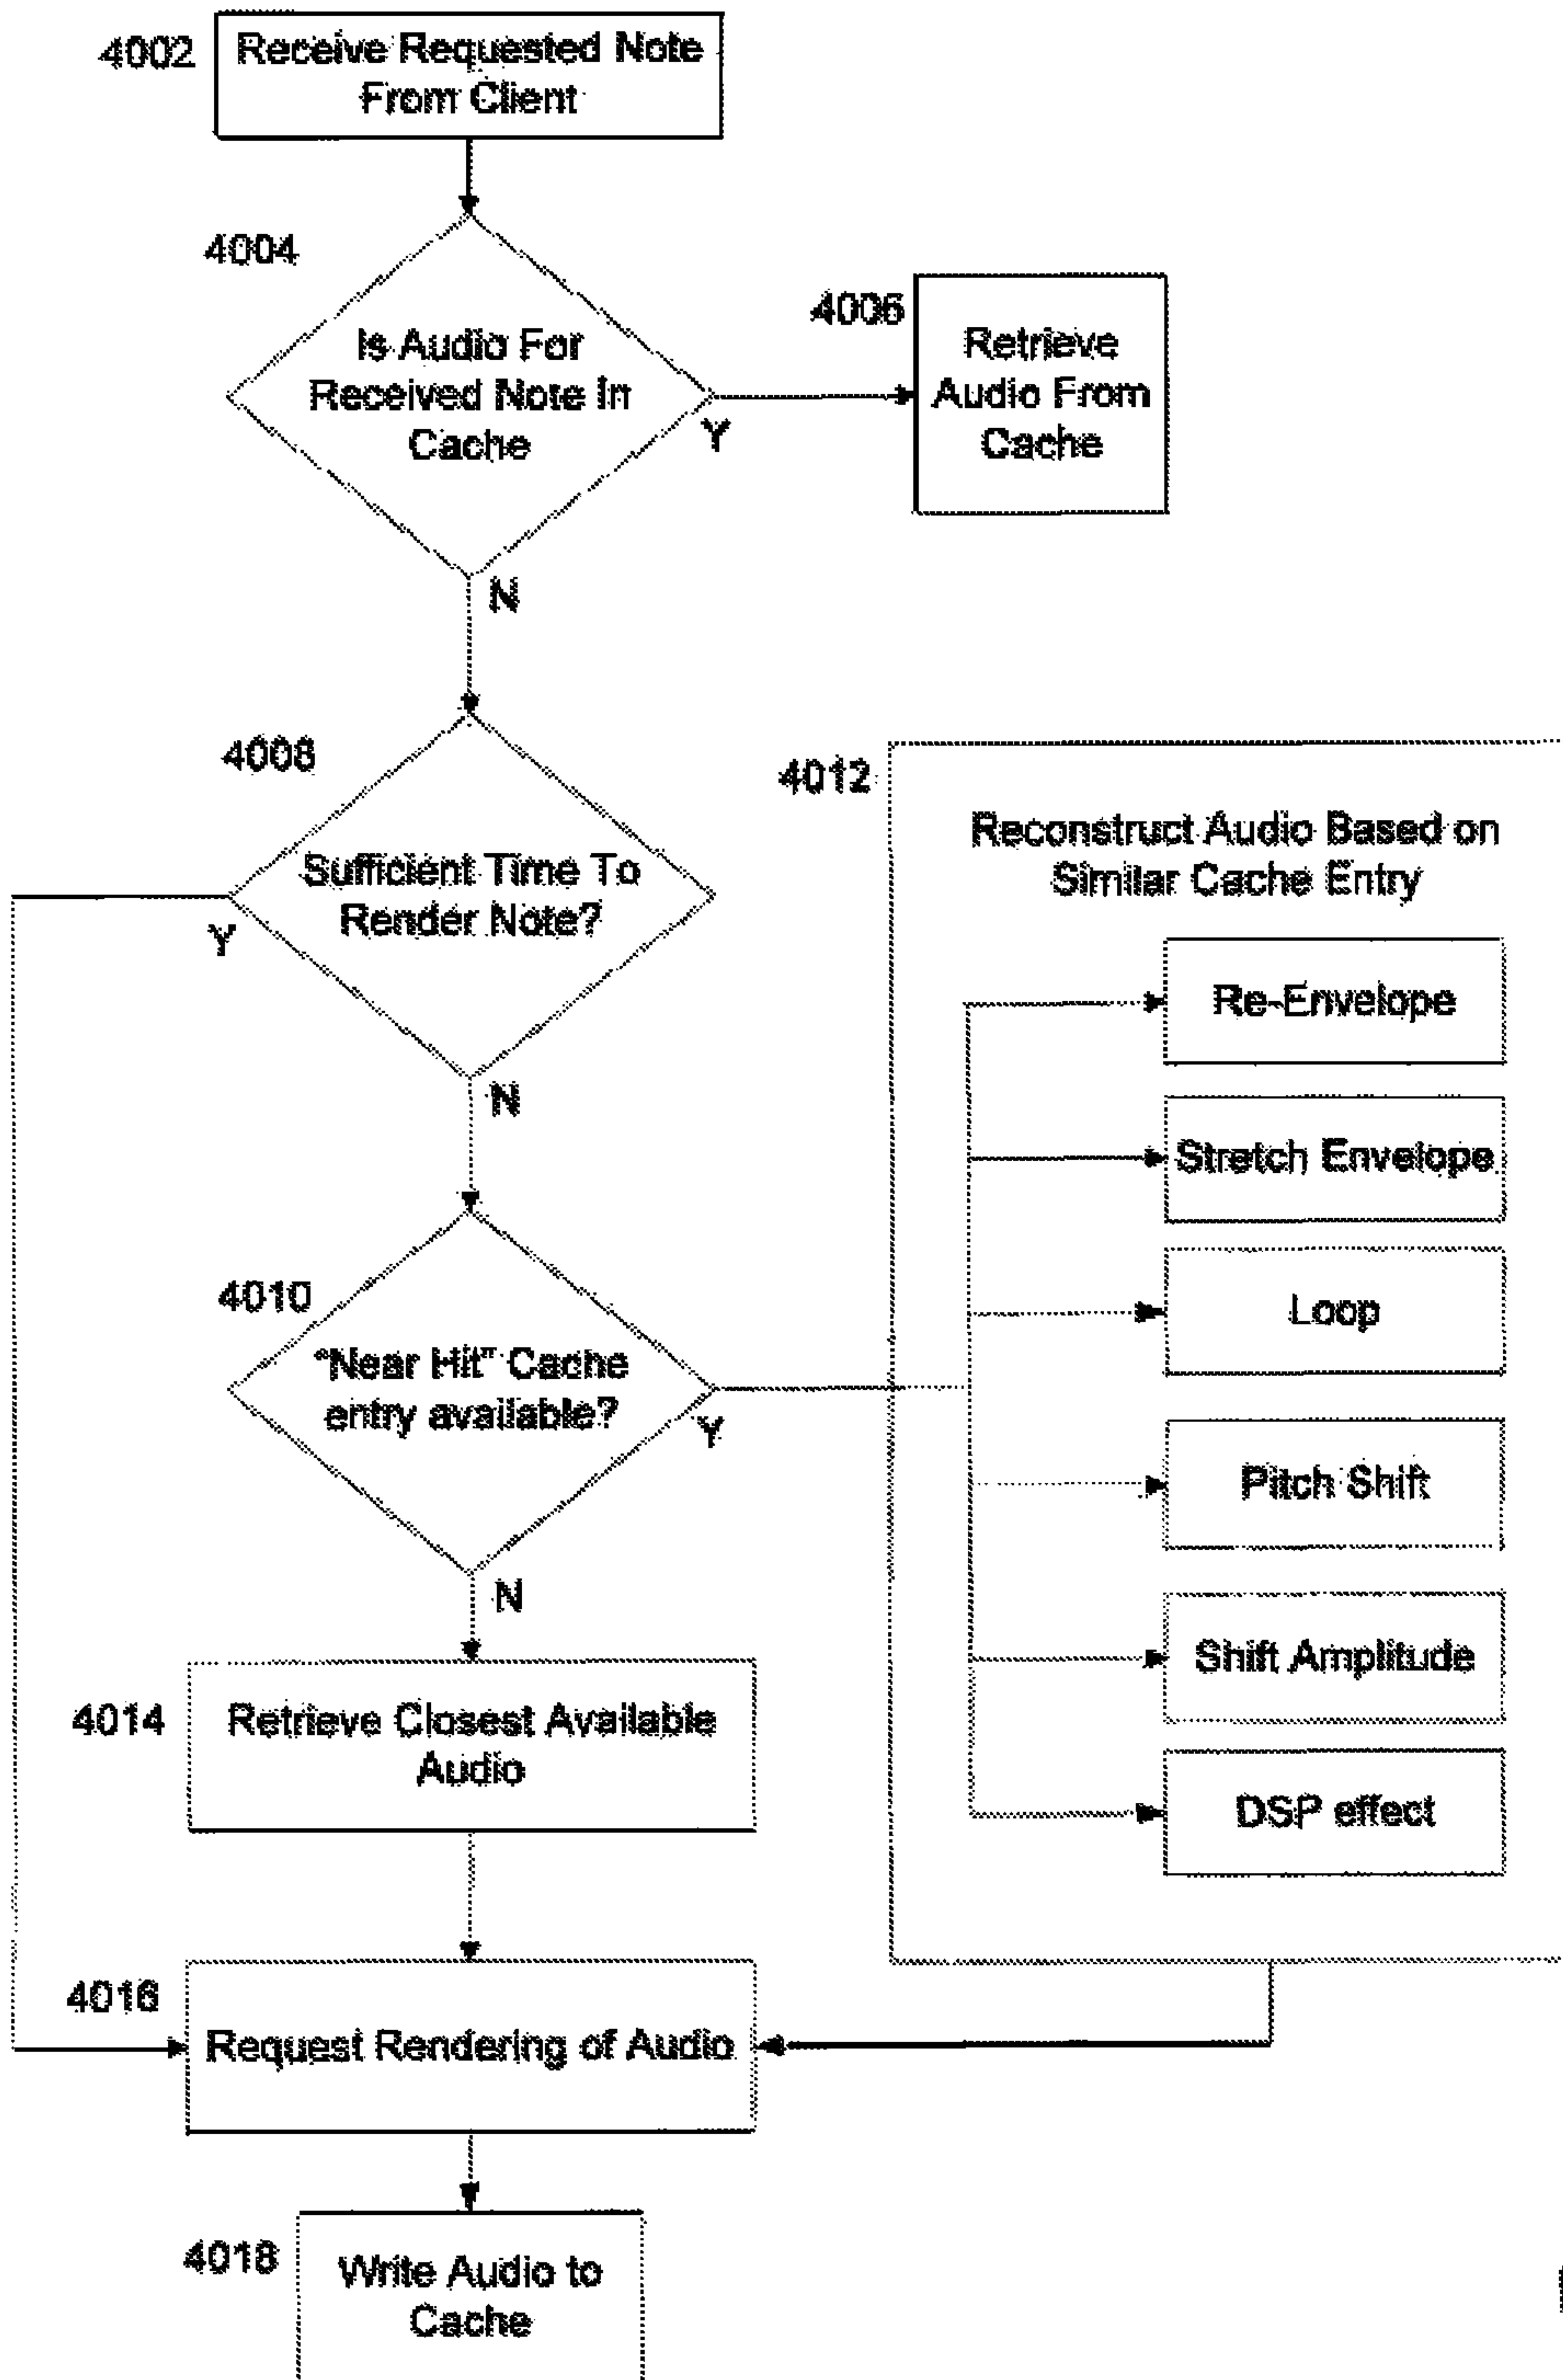 4002
Receive Requested Note
From Client
4004
Is Audio For
Received Note In
Cache
Y
N
4006
Retrieve
Audio From
Cache
4008
Sufficient Time To
Render Note?
Y
N
4010
"Near Hit" Cache
entry available?
Y
N
4012
Reconstruct Audio Based on
Similar Cache Entry
Re-Envelope
Stretch Envelope
Loop
Pitch Shift
Shift Amplitude
DSP effect
4014
Retrieve Closest Available
Audio
4016
Request Rendering of Audio
4018
Write Audio to
Cache